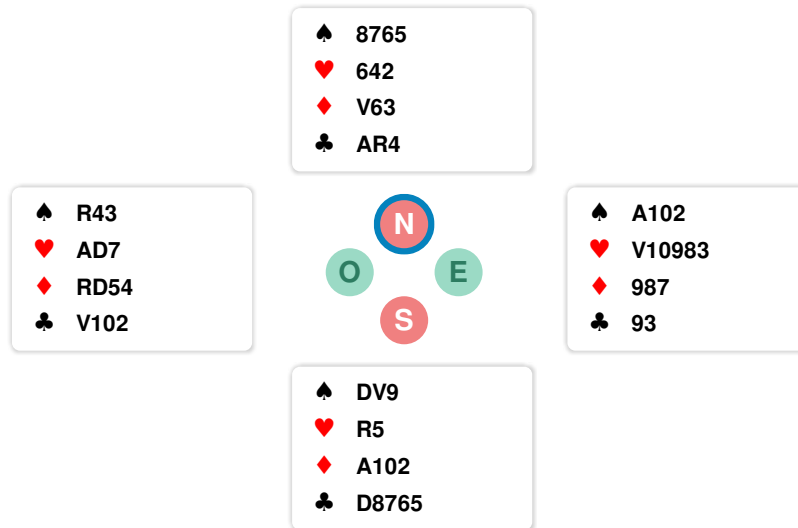 ♠ 8765
♥ 642
♦ V63
♣ AR4
♠ R43
♥ AD7
♦ RD54
♣ V102
N
O E
S
♠ A102
♥ V10983
♦ 987
♣ 93
♠ DV9
♥ R5
♦ A102
♣ D8765